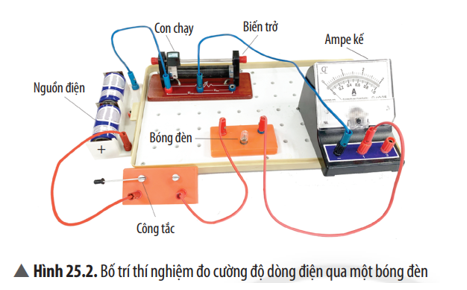 Con chạy
Biến trở
Ampe kế
Nguồn điện
A
Bóng đèn
+
Công tắc
▲ Hình 25.2. Bố trí thí nghiệm đo cường độ dòng điện qua một bóng đèn